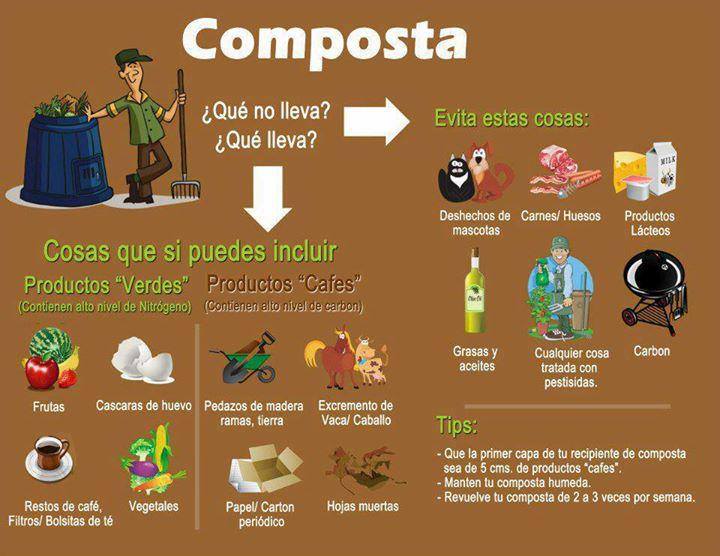 Composta
¿Qué no lleva?
¿Qué lleva?
Evita estas cosas:
Deshechos de
mascotas
Carnes/ Huesos
MILK
Productos
Lácteos
Olive Oil
Grasas y
aceites
Cualquier cosa
tratada con
pestisidas.
Carbon
Cosas que si puedes incluir
Productos “Verdes”
(Contienen alto nivel de Nitrógeno)
Frutas
Cascaras de huevo
Restos de café,
Filtros/ Bolsitas de té
Vegetales
Productos “Cafes”
(Contienen alto nivel de carbon)
Pedazos de madera
ramas, tierra
Excremento de
Vaca/ Caballo
Papel/ Carton
periódico
Hojas muertas
Tips:
- Que la primer capa de tu recipiente de composta
sea de 5 cms. de productos “cafes”.
- Manten tu composta humeda.
- Revuelve tu composta de 2 a 3 veces por semana.